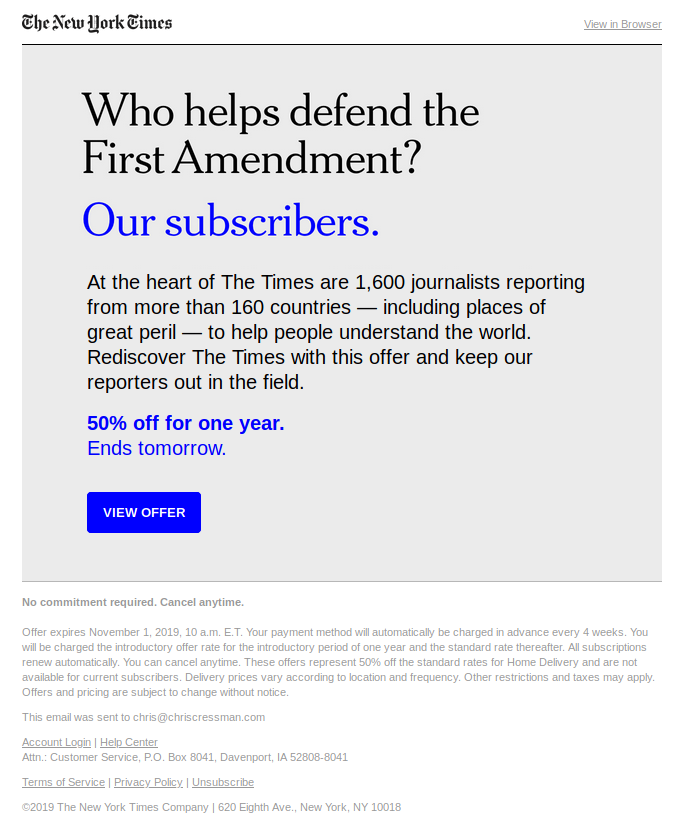 The New York Times
View in Browser
Who helps defend the
First Amendment?
Our subscribers.
At the heart of The Times are 1,600 journalists reporting
from more than 160 countries — including places of
great peril — to help people understand the world.
Rediscover The Times with this offer and keep our
reporters out in the field.
50% off for one year.
Ends tomorrow.
VIEW OFFER
No commitment required. Cancel anytime.
Offer expires November 1, 2019, 10 a.m. E.T. Your payment method will automatically be charged in advance every 4 weeks. You
will be charged the introductory offer rate for the introductory period of one year and the standard rate thereafter. All subscriptions
renew automatically. You can cancel anytime. These offers represent 50% off the standard rates for Home Delivery and are not
available for current subscribers. Delivery prices vary according to location and frequency. Other restrictions and taxes may apply.
Offers and pricing are subject to change without notice.
This email was sent to chris@chriscressman.com
Account Login | Help Center
Attn.: Customer Service, P.O. Box 8041, Davenport, IA 52808-8041
Terms of Service | Privacy Policy | Unsubscribe
©2019 The New York Times Company | 620 Eighth Ave., New York, NY 10018